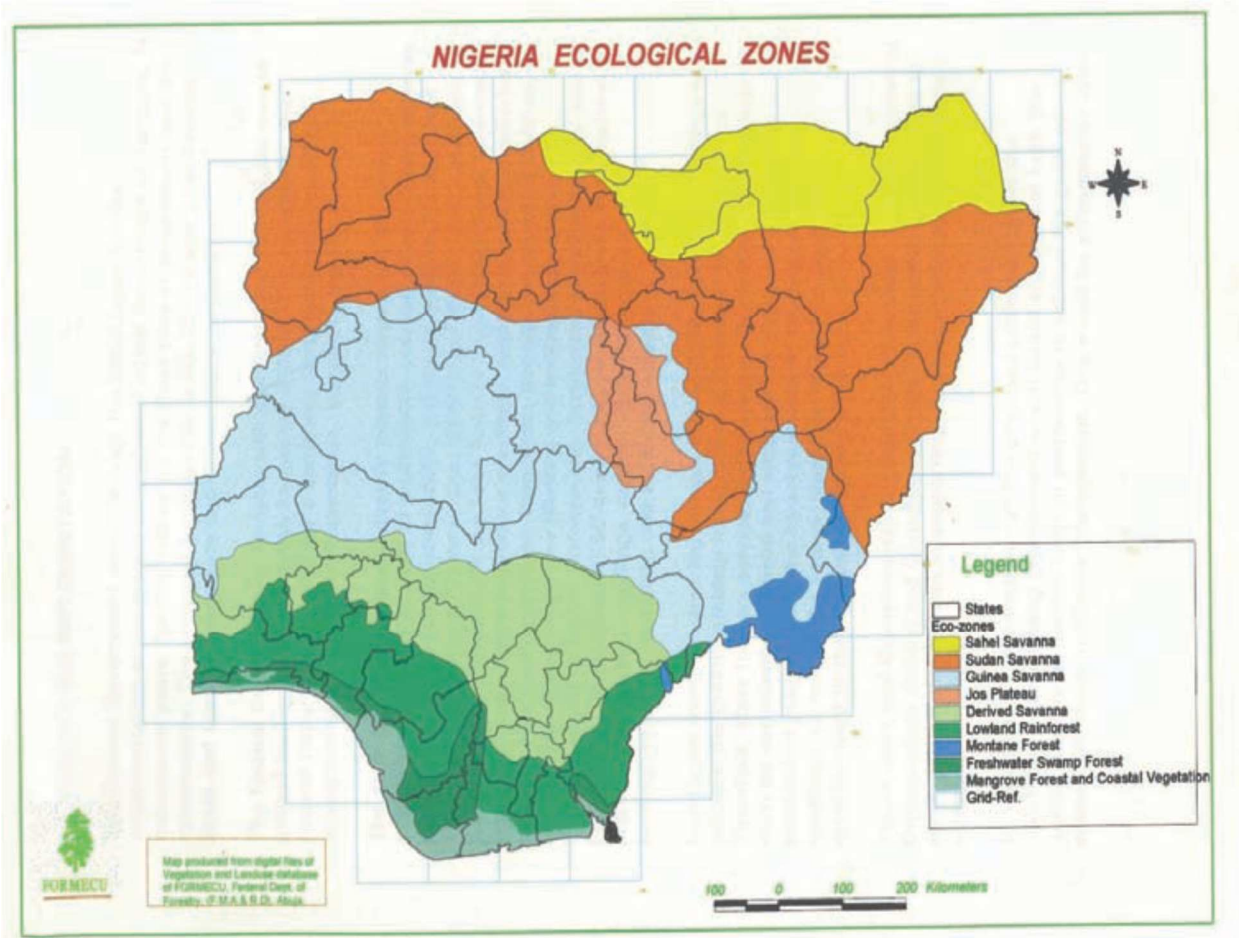 NIGERIA ECOLOGICAL ZONES
N
W
E
S
Legend
States
Eco-zones
Sahel Savanna
Sudan Savanna
Guinea Savanna
Jos Plateau
Derived Savanna
Lowland Rainforest
Montane Forest
Freshwater Swamp Forest
Mangrove Forest and Coastal Vegetation
Grid-Ref.
FORMECU
Map produced from digital files of
Vegetation and Landuse database
of FORMECU, Federal Dept. of
Forestry, (F.M.A & R.D), Abuja.
100 0 100 200 Kilometers